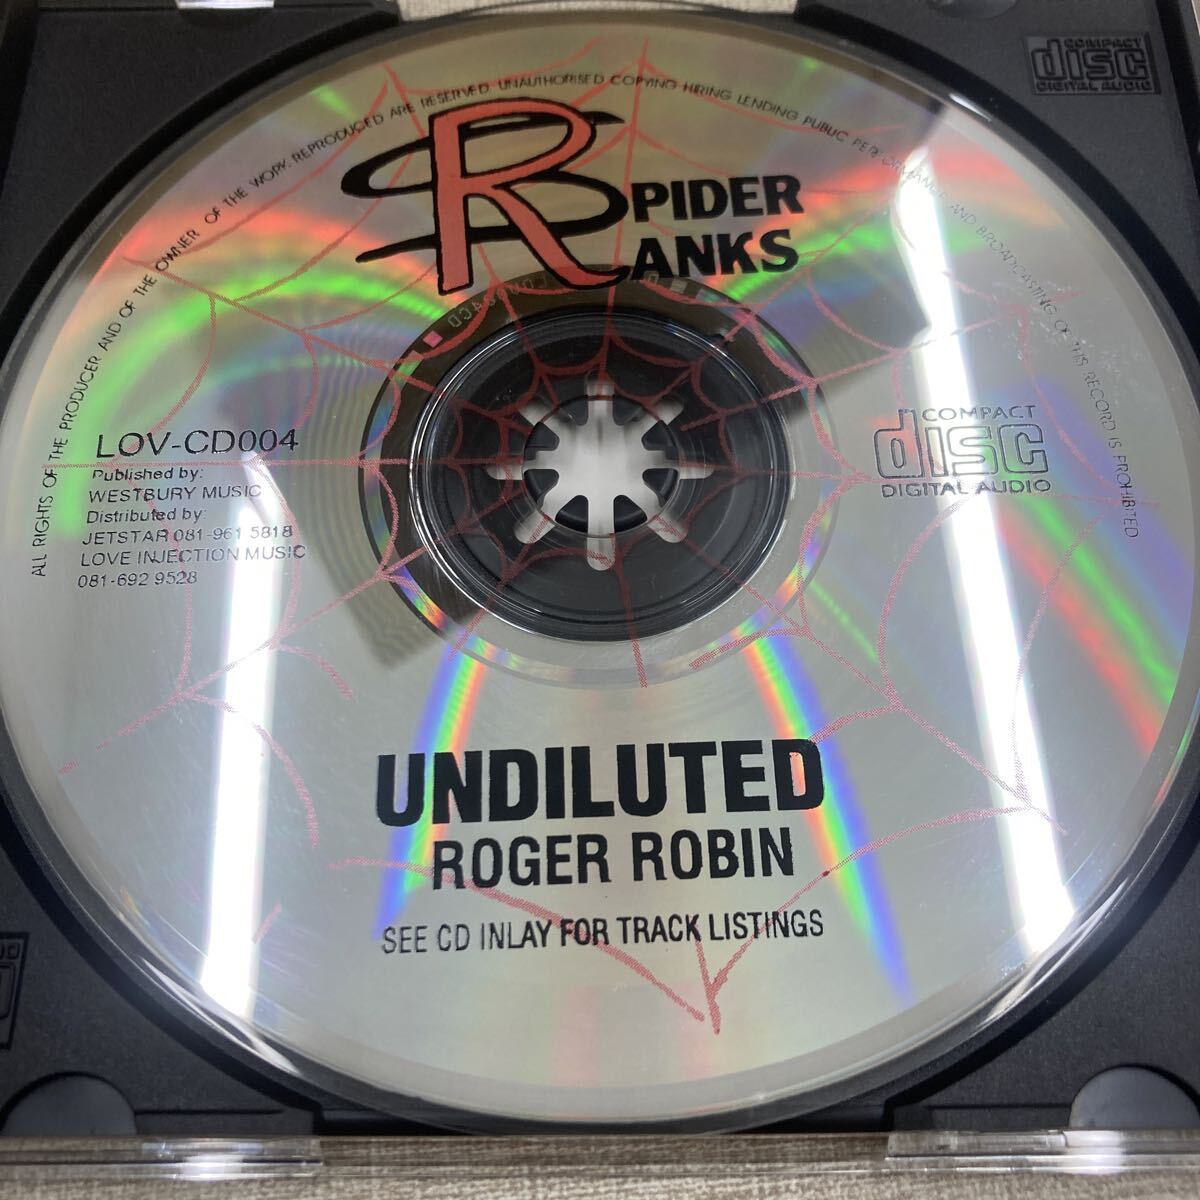 ALL RIGHTS OF THE PRODUCER AND OF THE OWNER OF THE WORK. REPRODUCED ARE RESERVED. UNAUTHORISED COPYING HIRING LENDING PUBLIC PERFORMANCE AND BROADCASTING OF THIS RECORD IS PROHIBITED
SPIDER
RANKS
COMPACT
disc
DIGITAL AUDIO
LOV-CD004
Published by:
WESTBURY MUSIC
Distributed by:
JETSTAR 081-961 5818
LOVE INJECTION MUSIC
081-692 9528
COMPACT
disc
DIGITAL AUDIO
UNDILUTED
ROGER ROBIN
SEE CD INLAY FOR TRACK LISTINGS